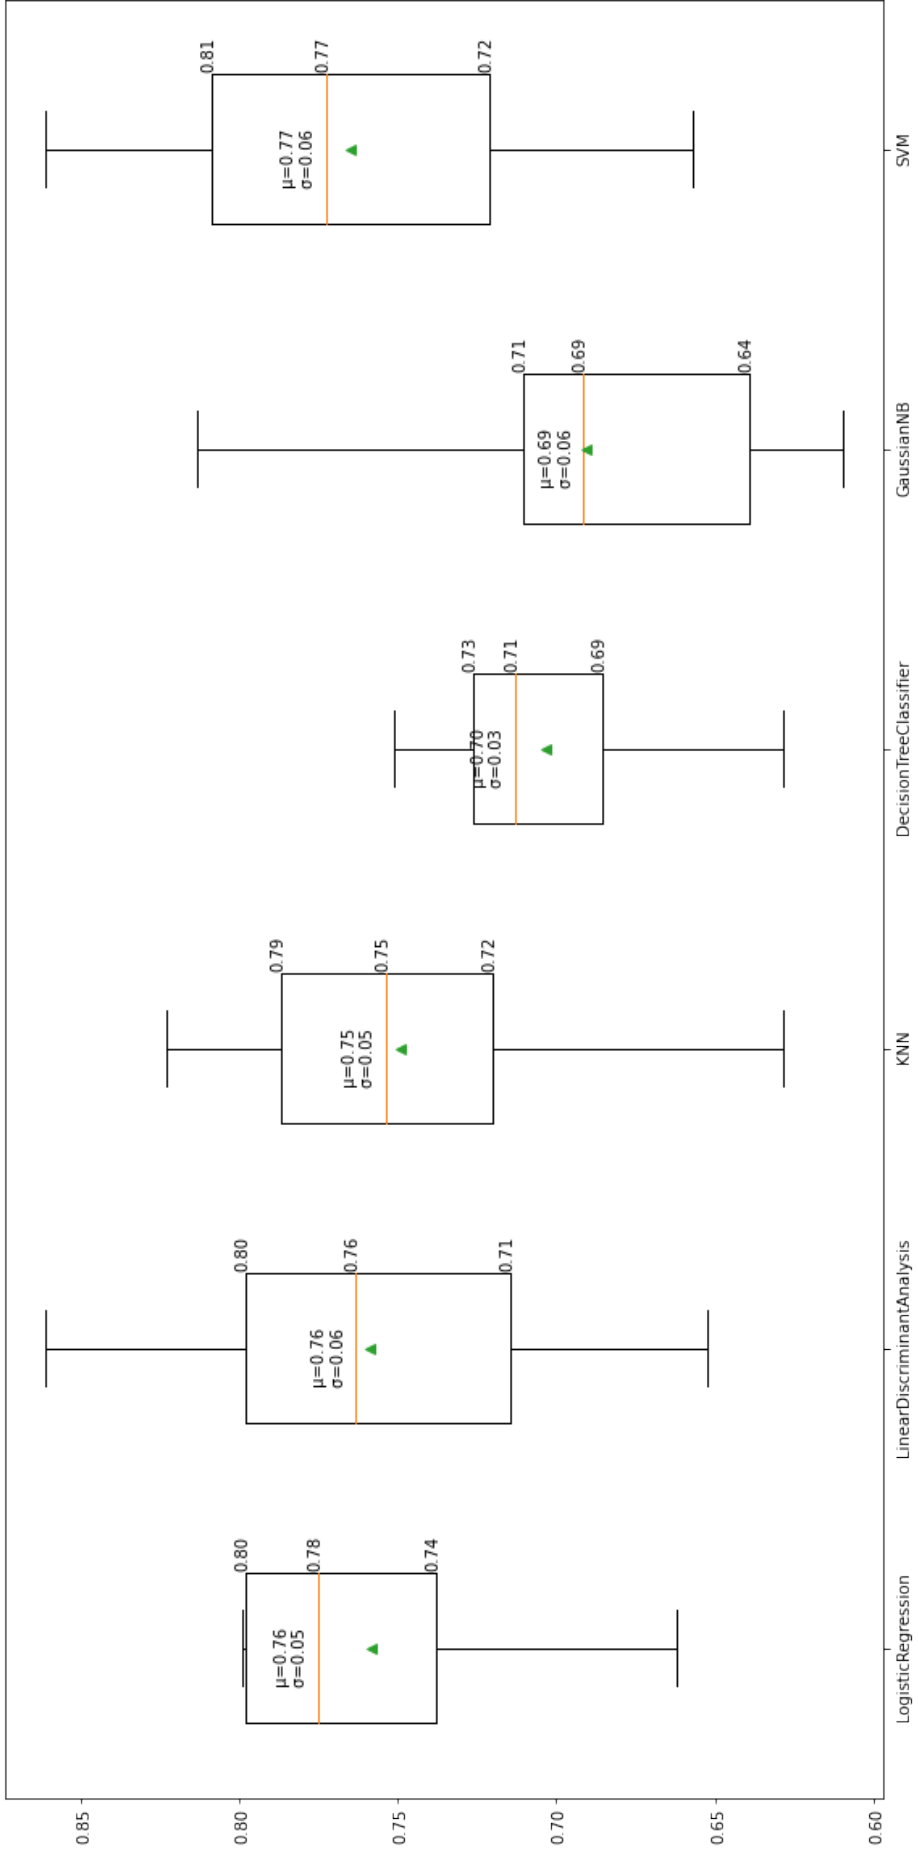 0.85
0.80
0.75
0.70
0.65
0.60
μ=0.76
σ=0.05
0.80
0.78
0.74
LogisticRegression
μ=0.76
σ=0.06
0.80
0.76
0.71
LinearDiscriminantAnalysis
μ=0.75
σ=0.05
0.79
0.75
0.72
KNN
μ=0.70
σ=0.03
0.73
0.71
0.69
DecisionTreeClassifier
μ=0.69
σ=0.06
0.71
0.69
0.64
GaussianNB
μ=0.77
σ=0.06
0.81
0.77
0.72
SVM